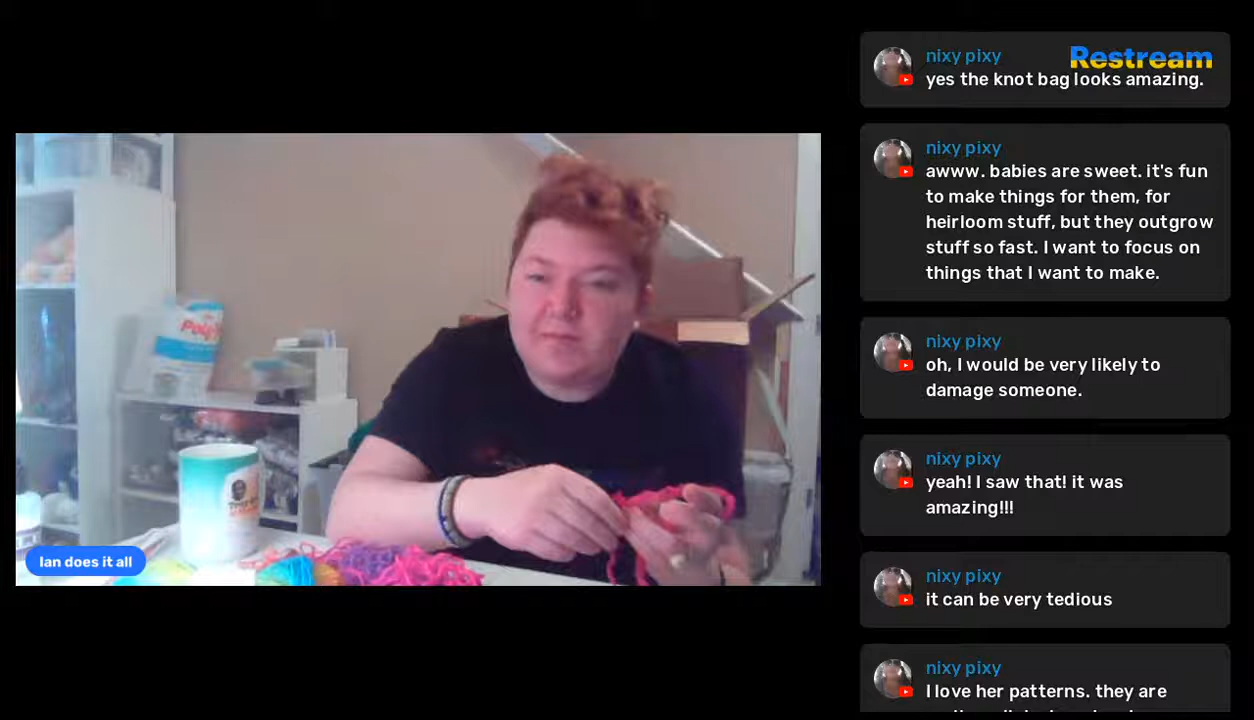 nixy pixy
Restream
yes the knot bag looks amazing.
nixy pixy
awww. babies are sweet. it's fun
to make things for them, for
heirloom stuff, but they outgrow
stuff so fast. I want to focus on
things that I want to make.
nixy pixy
oh, I would be very likely to
damage someone.
nixy pixy
yeah! I saw that! it was
amazing!!!
nixy pixy
it can be very tedious
nixy pixy
I love her patterns. they are
Ian does it all